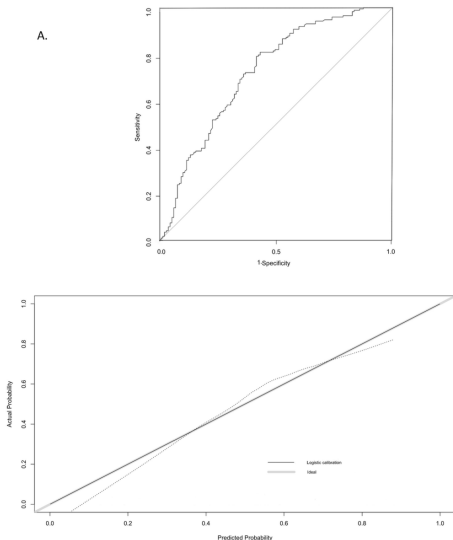 A.
1.0
0.8
0.6
0.4
0.2
0.0
Sensitivity
0.0 0.5 1.0
1-Specificity
1.0
0.8
0.6
0.4
0.2
0.0
Actual Probability
Logistic calibration
Ideal
0.0 0.2 0.4 0.6 0.8 1.0
Predicted Probability